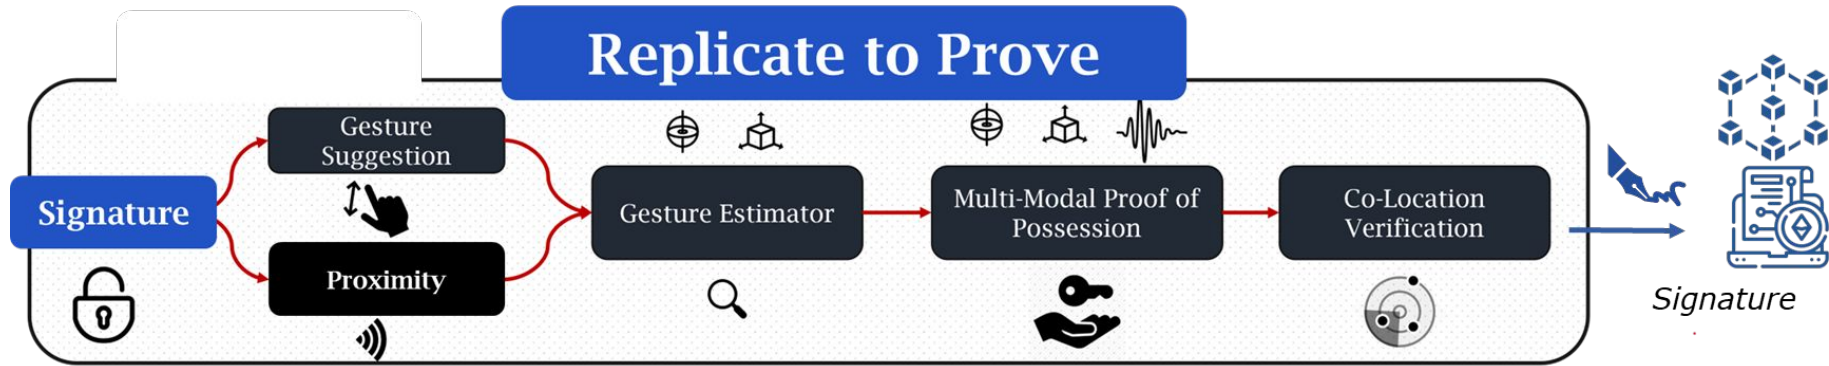 Replicate to Prove
Signature
Gesture
Suggestion
Proximity
Gesture Estimator
Multi-Modal Proof of
Possession
Co-Location
Verification
Signature